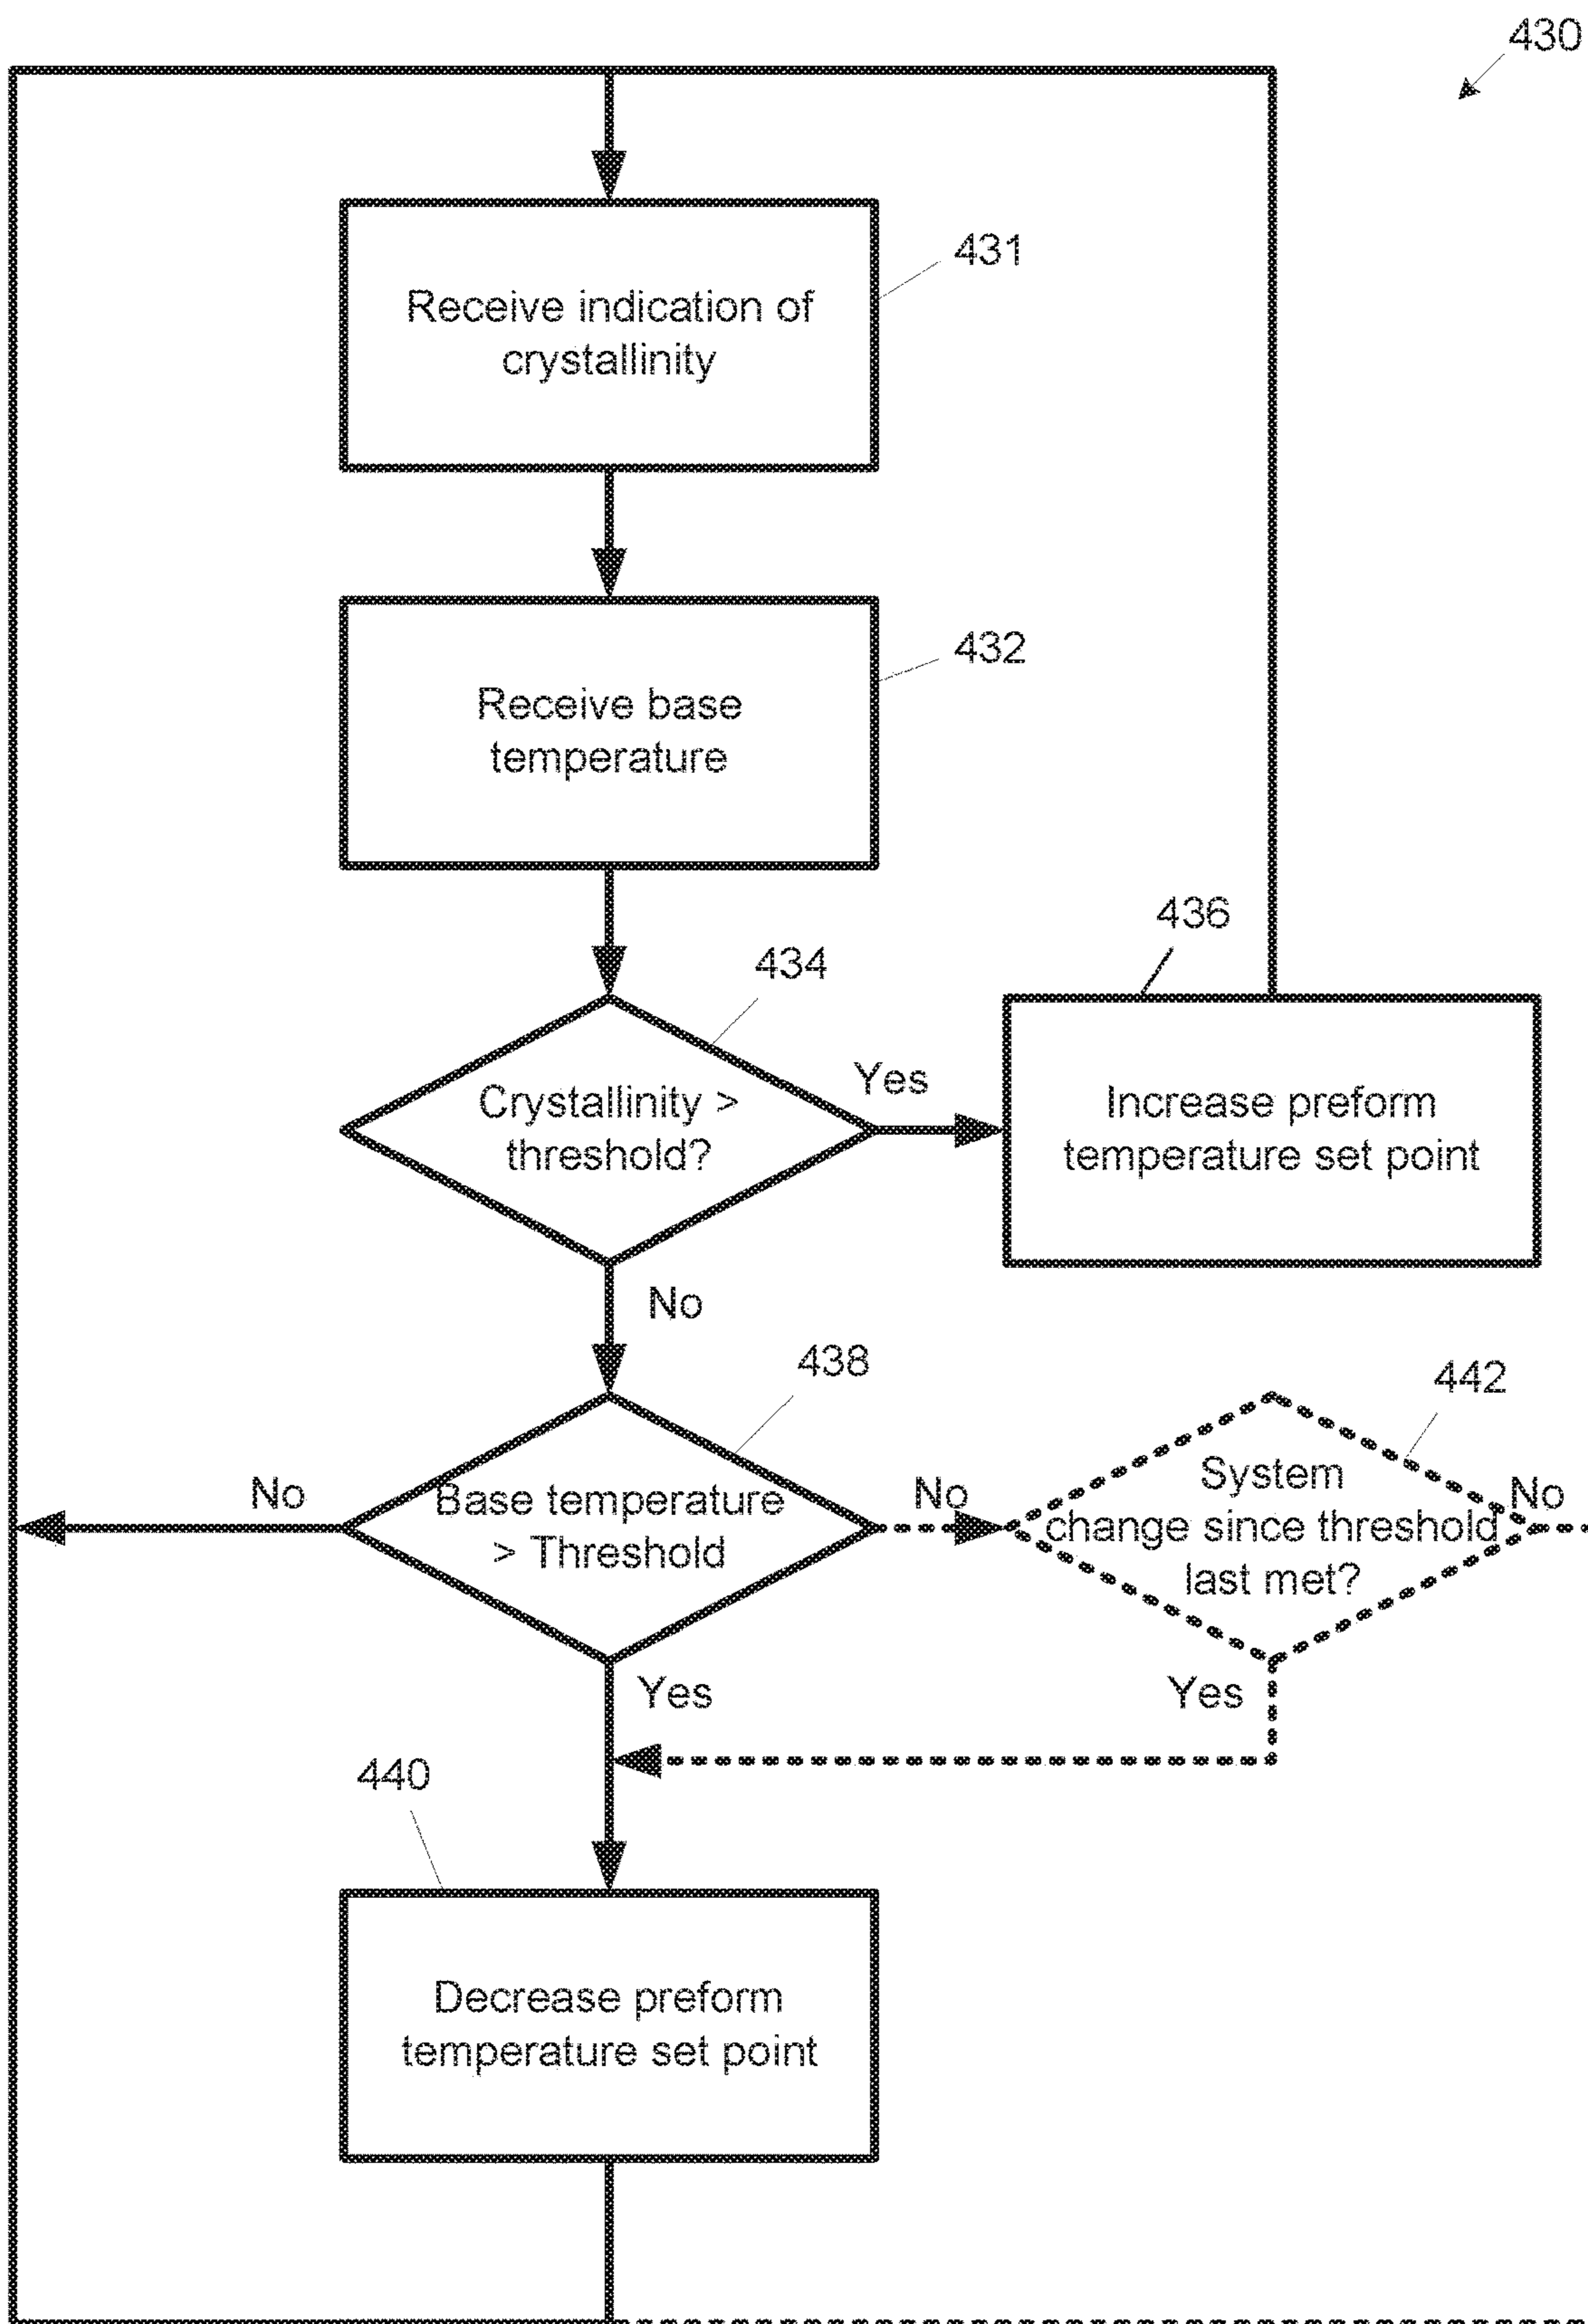 430
431
Receive indication of
crystallinity
432
Receive base
temperature
436
434
Yes
Crystallinity >
threshold?
Increase preform
temperature set point
No
438
442
No
Base temperature
> Threshold
No
System
change since threshold
last met?
No
Yes
Yes
440
Decrease preform
temperature set point